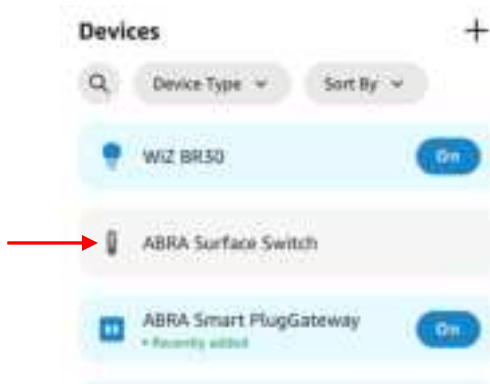 Devices
Device Type
Sort By
WiZ BR30
On
ABRA Surface Switch
ABRA Smart PlugGateway
On
• Recently added